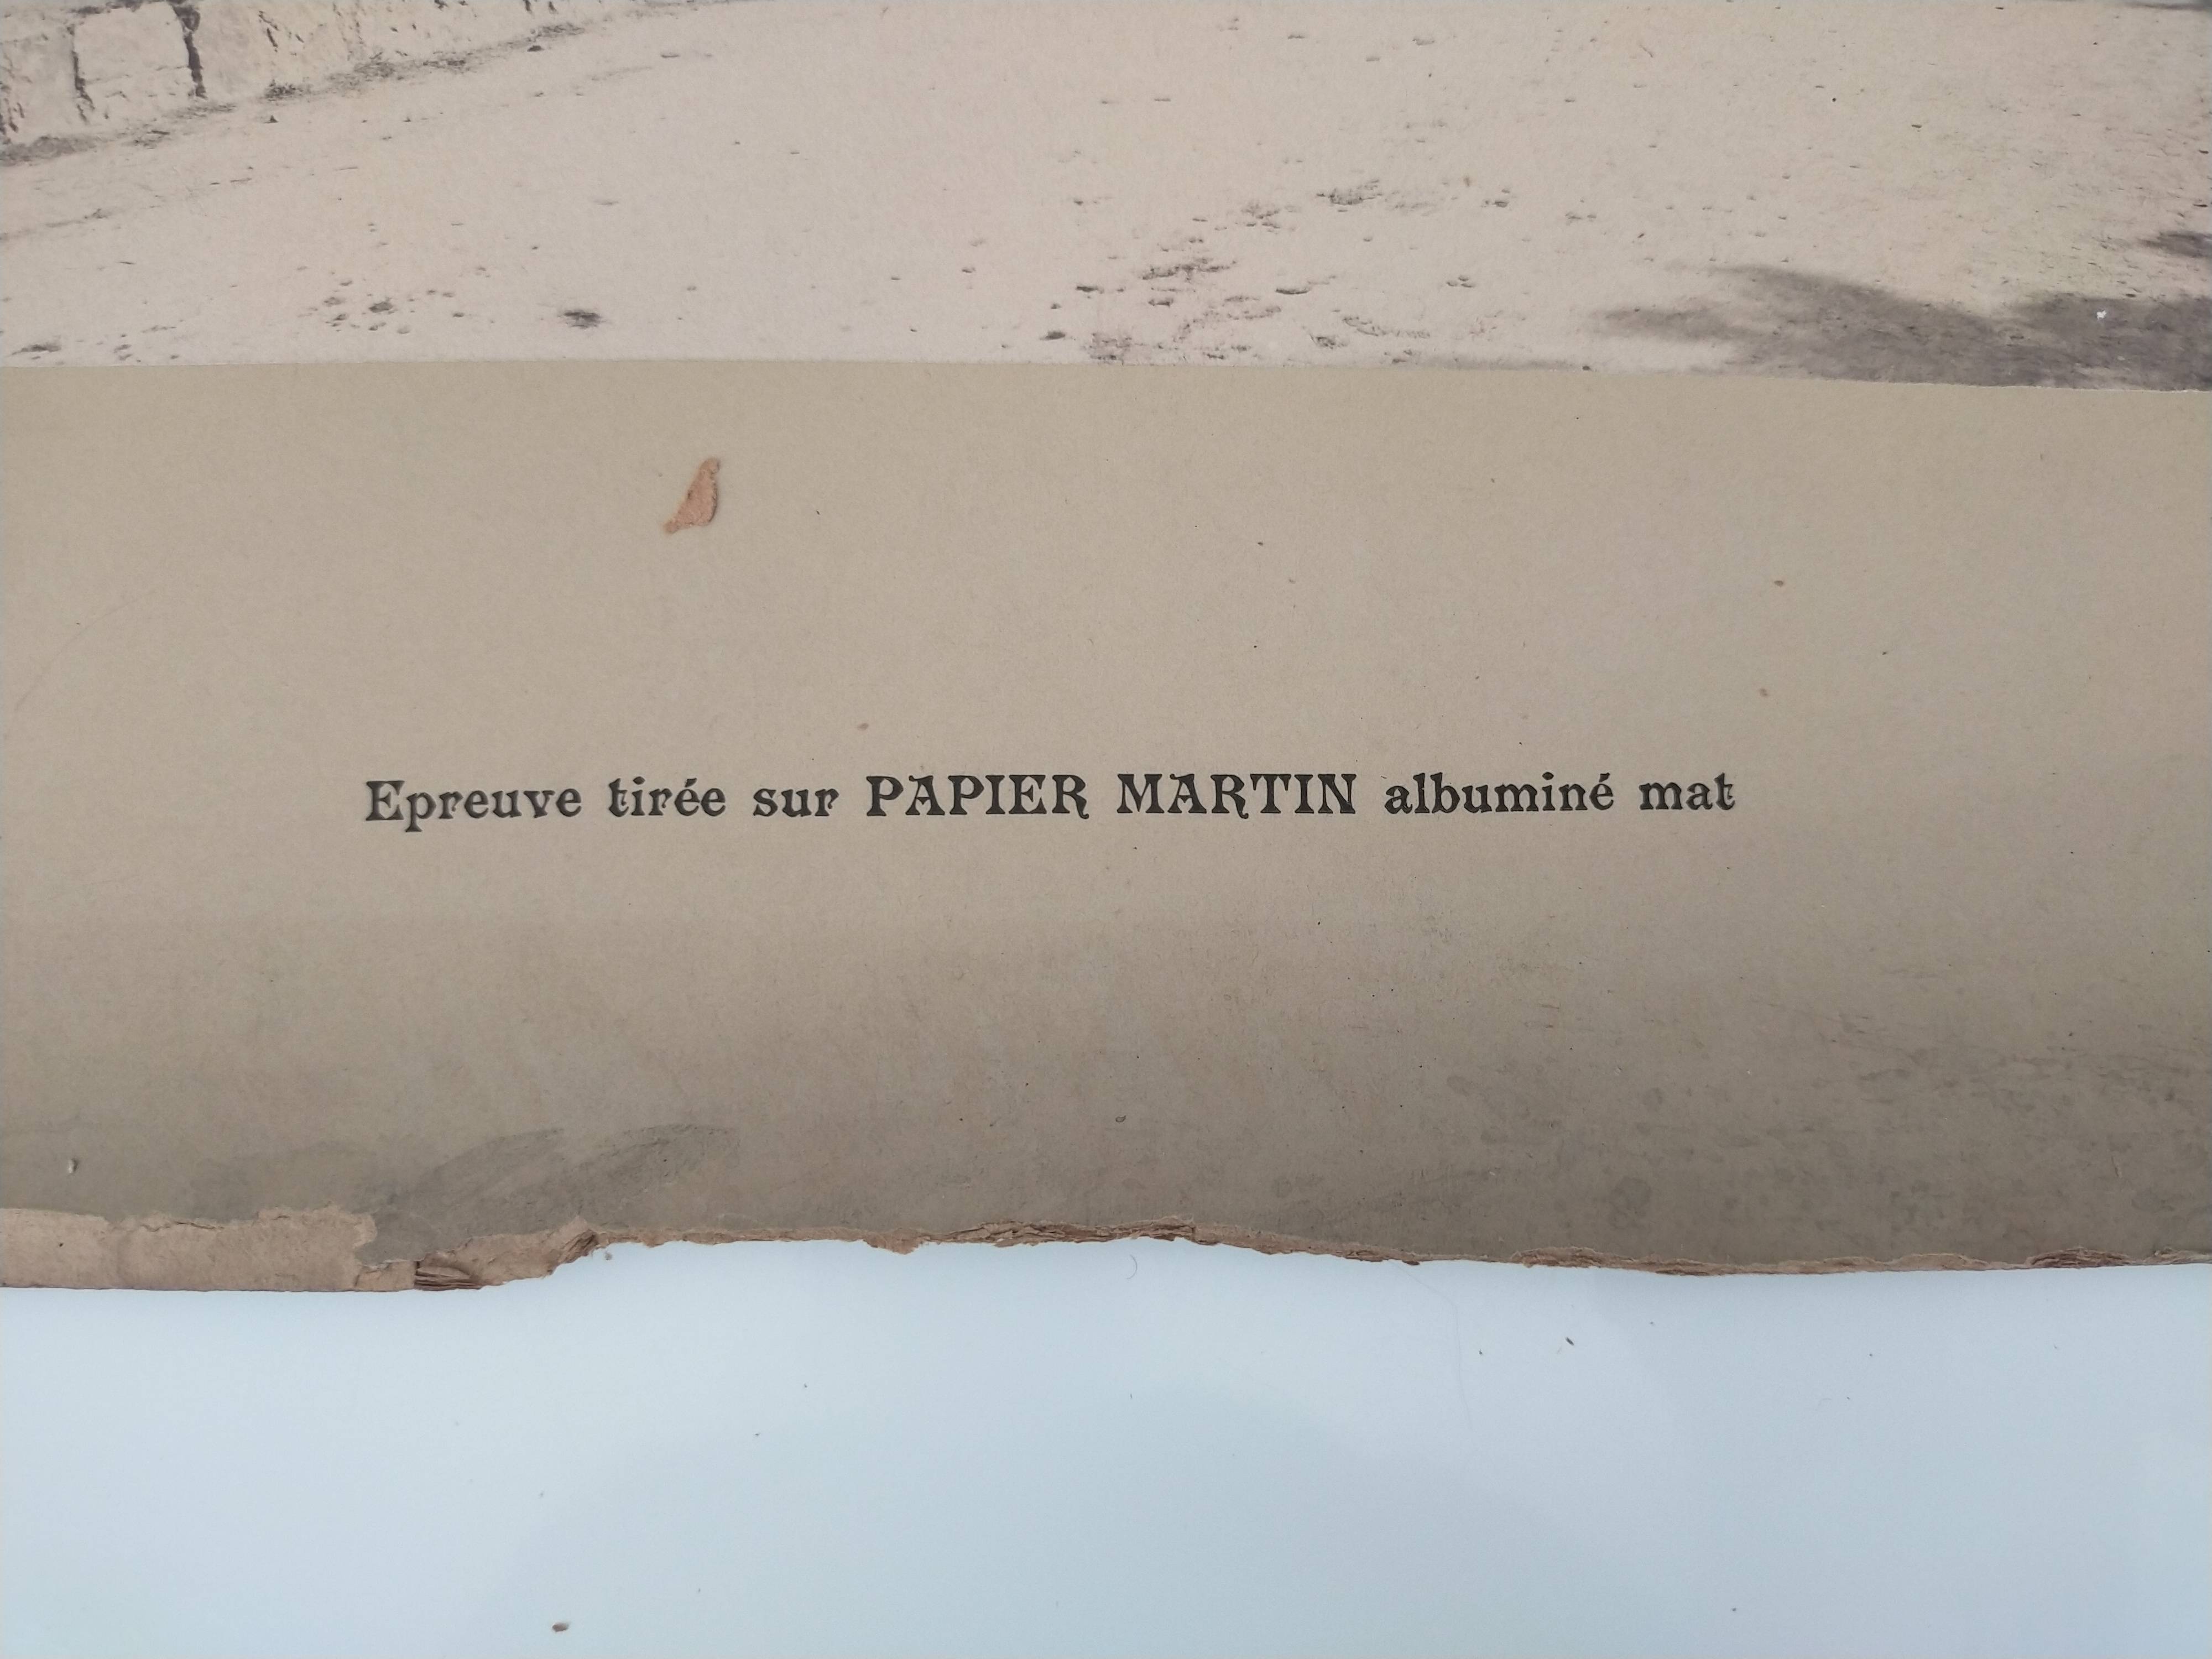 Epreuve tirée sur PAPIER MARTIN albuminé mat